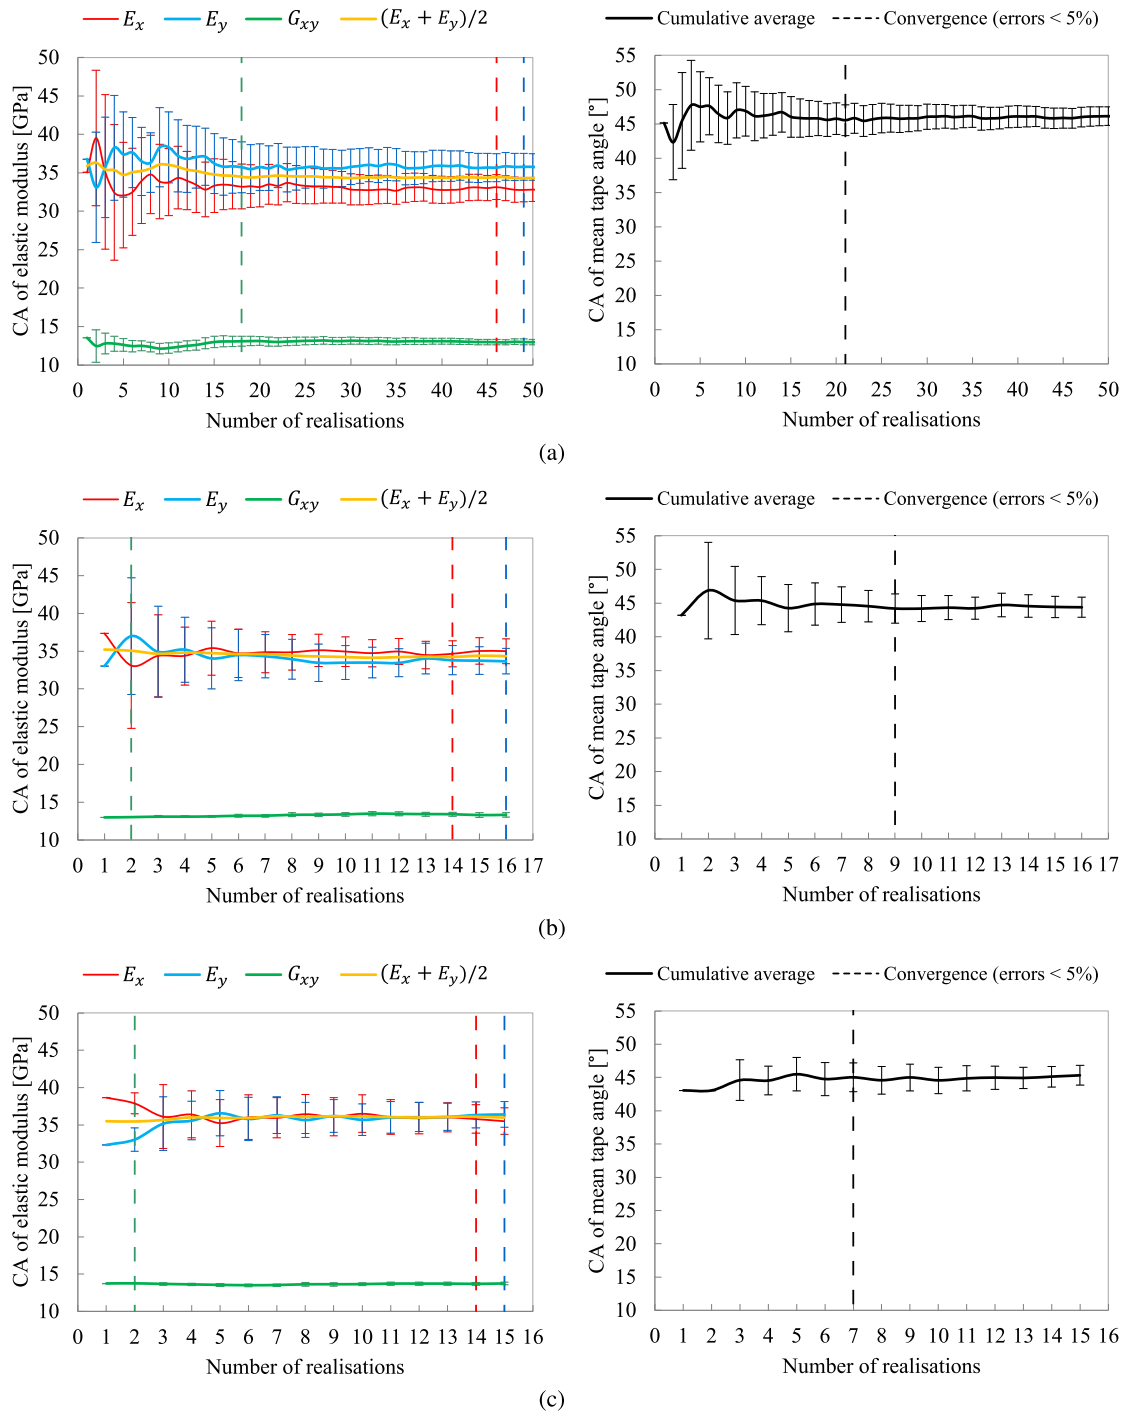 Ex Ey Gxy (Ex + Ey)/2
CA of elastic modulus [GPa]
50
45
40
35
30
25
20
15
10
0 5 10 15 20 25 30 35 40 45 50
Number of realisations
Cumulative average Convergence (errors < 5%)
CA of mean tape angle [°]
55
50
45
40
35
30
25
20
15
10
0 5 10 15 20 25 30 35 40 45 50
Number of realisations
(a)
Ex Ey Gxy (Ex + Ey)/2
CA of elastic modulus [GPa]
50
45
40
35
30
25
20
15
10
0 1 2 3 4 5 6 7 8 9 10 11 12 13 14 15 16 17
Number of realisations
Cumulative average Convergence (errors < 5%)
CA of mean tape angle [°]
55
50
45
40
35
30
25
20
15
10
0 1 2 3 4 5 6 7 8 9 10 11 12 13 14 15 16 17
Number of realisations
(b)
Ex Ey Gxy (Ex + Ey)/2
CA of elastic modulus [GPa]
50
45
40
35
30
25
20
15
10
0 1 2 3 4 5 6 7 8 9 10 11 12 13 14 15 16
Number of realisations
Cumulative average Convergence (errors < 5%)
CA of mean tape angle [°]
55
50
45
40
35
30
25
20
15
10
0 1 2 3 4 5 6 7 8 9 10 11 12 13 14 15 16
Number of realisations
(c)